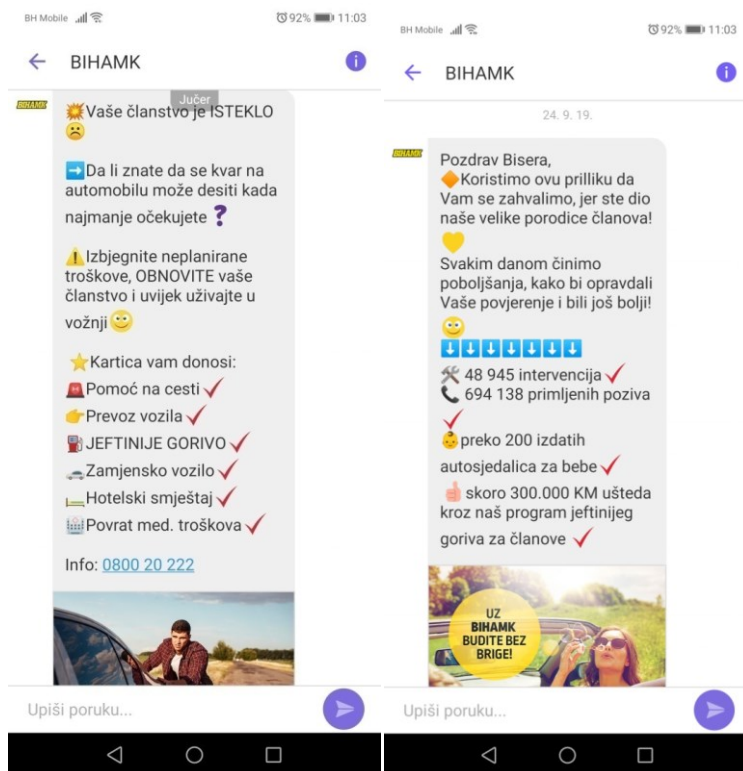 BH Mobile
92% 11:03
BIHAMK
Jučer
BIHAMK
💥Vaše članstvo je ISTEKLO
☹️
➡️Da li znate da se kvar na
automobilu može desiti kada
najmanje očekujete ❓
⚠️Izbjegnite neplanirane
troškove, OBNOVITE vaše
članstvo i uvijek uživajte u
vožnji🙂
⭐Kartica vam donosi:
🚨Pomoć na cesti✔
👉Prevoz vozila✔
⛽JEFTINIJE GORIVO✔
🚗Zamjensko vozilo✔
🛏Hotelski smještaj✔
🏥Povrat med. troškova✔
Info: 0800 20 222
Upiši poruku...
BH Mobile
92% 11:03
BIHAMK
24. 9. 19.
BIHAMK
Pozdrav Bisera,
🔶Koristimo ovu prilliku da
Vam se zahvalimo, jer ste dio
naše velike porodice članova!
💛
Svakim danom činimo
poboljšanja, kako bi opravdali
Vaše povjerenje i bili još bolji!
🙂
⬇️⬇️⬇️⬇️⬇️⬇️⬇️
🛠 48 945 intervencija✔
📞 694 138 primljenih poziva
✔
👶preko 200 izdatih
autosjedalica za bebe✔
👍 skoro 300.000 KM ušteda
kroz naš program jeftinijeg
goriva za članove ✔
UZ
BIHAMK
BUDITE BEZ
BRIGE!
Upiši poruku...